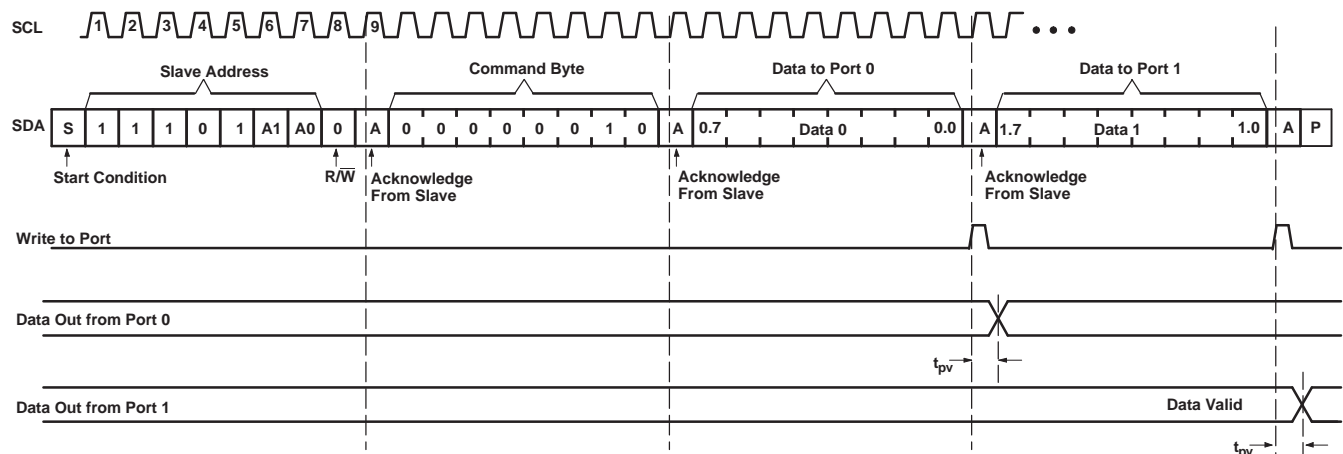 SCL 1 2 3 4 5 6 7 8 9
Slave Address Command Byte Data to Port 0 Data to Port 1
SDA S 1 1 1 0 1 A1 A0 0 A 0 0 0 0 0 0 1 0 A 0.7 Data 0 0.0 A 1.7 Data 1 1.0 A P
Start Condition R/W̅ Acknowledge From Slave Acknowledge From Slave Acknowledge From Slave
Write to Port
Data Out from Port 0
tpv
Data Out from Port 1 Data Valid
tpv